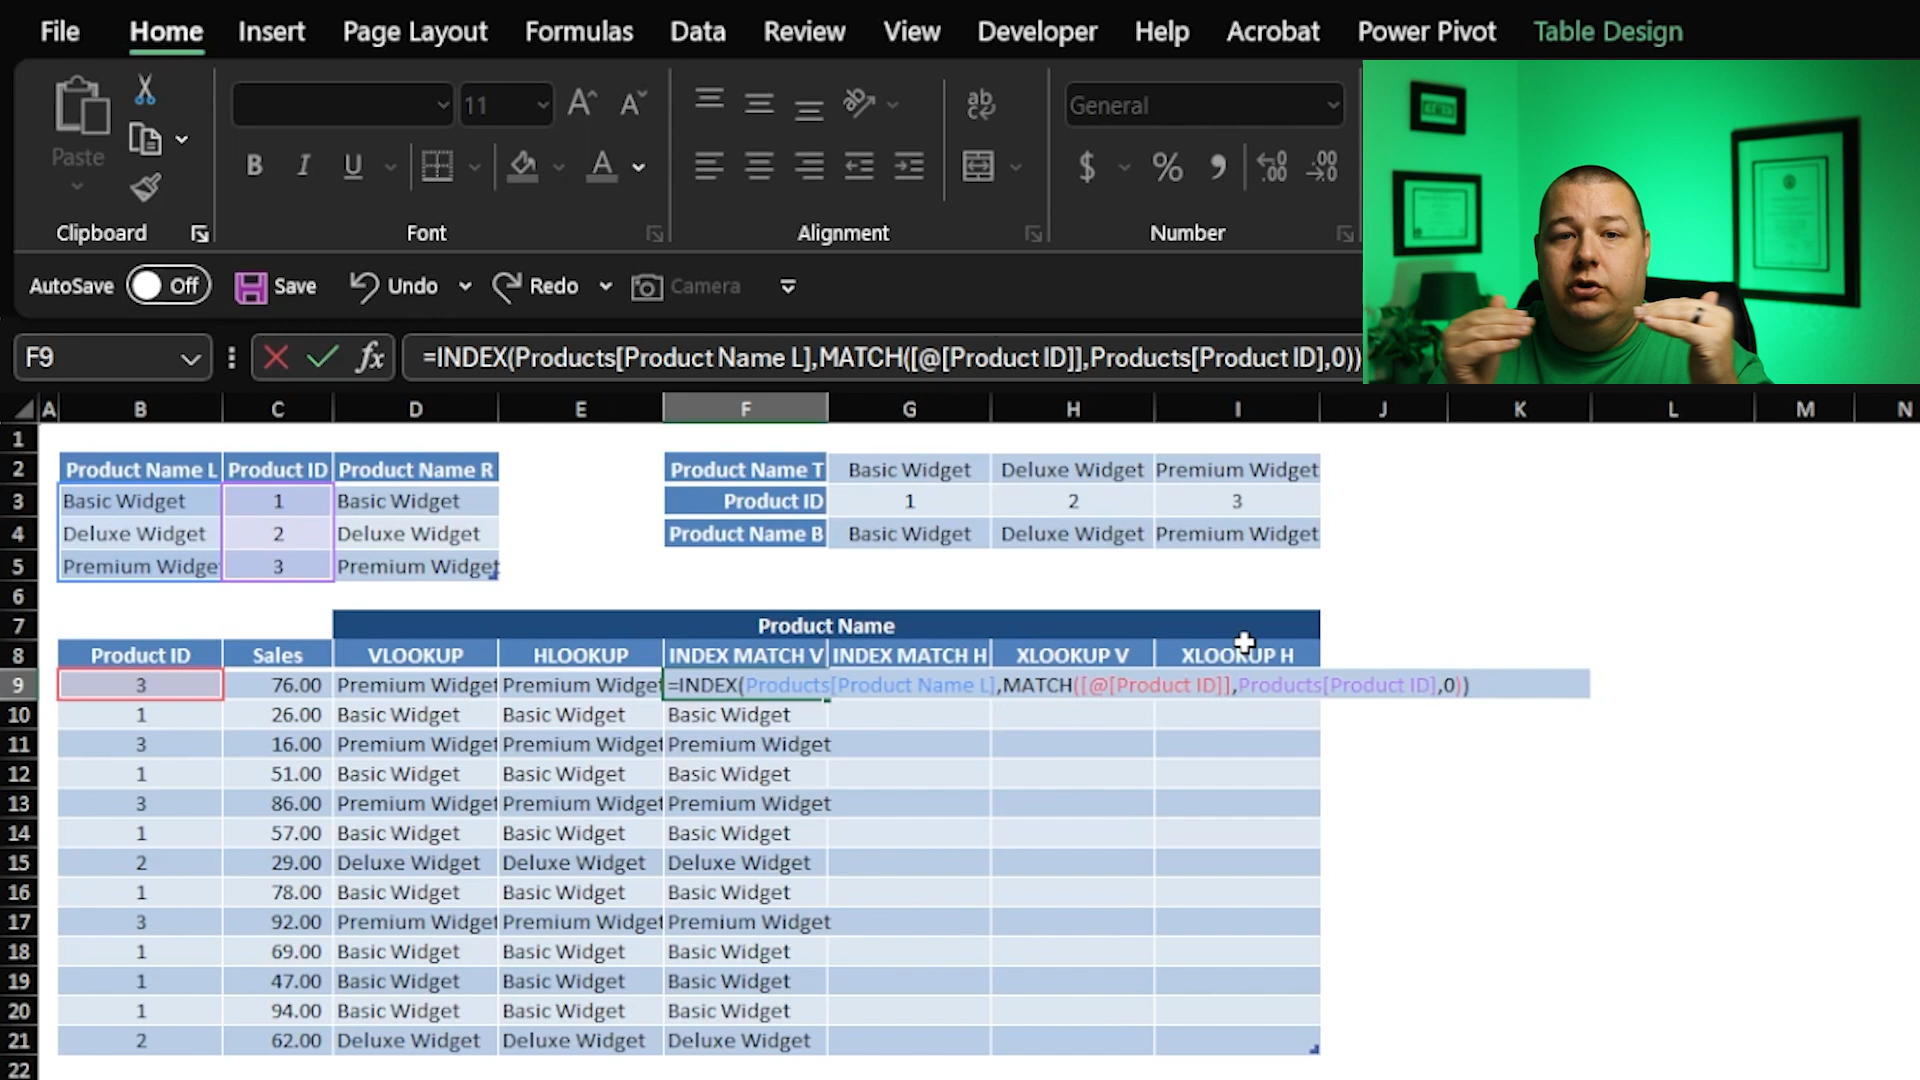 File Home Insert Page Layout Formulas Data Review View Developer Help Acrobat Power Pivot Table Design
11 General
Paste
Clipboard Font Alignment Number
AutoSave Off Save Undo Redo Camera
F9 fx =INDEX(Products[Product Name L],MATCH([@[Product ID]],Products[Product ID],0))
A B C D E F G H I J K L M N
1
2 Product Name L Product ID Product Name R Product Name T Basic Widget Deluxe Widget Premium Widget
3 Basic Widget 1 Basic Widget Product ID 1 2 3
4 Deluxe Widget 2 Deluxe Widget Product Name B Basic Widget Deluxe Widget Premium Widget
5 Premium Widge 3 Premium Widget
6
7 Product Name
8 Product ID Sales VLOOKUP HLOOKUP INDEX MATCH V INDEX MATCH H XLOOKUP V XLOOKUP H
9 3 76.00 Premium Widget Premium Widget =INDEX(Products[Product Name L],MATCH([@[Product ID]],Products[Product ID],0))
10 1 26.00 Basic Widget Basic Widget Basic Widget
11 3 16.00 Premium Widget Premium Widget Premium Widget
12 1 51.00 Basic Widget Basic Widget Basic Widget
13 3 86.00 Premium Widget Premium Widget Premium Widget
14 1 57.00 Basic Widget Basic Widget Basic Widget
15 2 29.00 Deluxe Widget Deluxe Widget Deluxe Widget
16 1 78.00 Basic Widget Basic Widget Basic Widget
17 3 92.00 Premium Widget Premium Widget Premium Widget
18 1 69.00 Basic Widget Basic Widget Basic Widget
19 1 47.00 Basic Widget Basic Widget Basic Widget
20 1 94.00 Basic Widget Basic Widget Basic Widget
21 2 62.00 Deluxe Widget Deluxe Widget Deluxe Widget
22